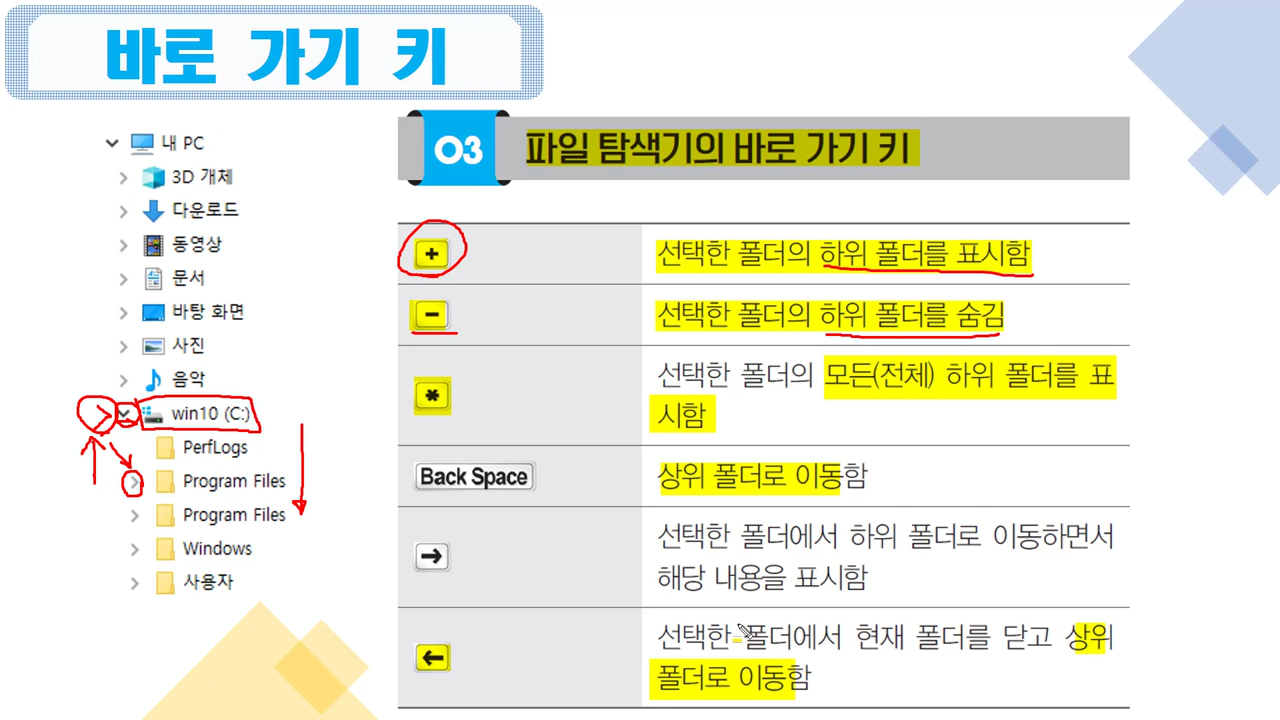 바로 가기 키
내 PC
3D 개체
다운로드
동영상
문서
바탕 화면
사진
음악
win10 (C:)
PerfLogs
Program Files
Program Files
Windows
사용자
03 파일 탐색기의 바로 가기 키
+ 선택한 폴더의 하위 폴더를 표시함
- 선택한 폴더의 하위 폴더를 숨김
* 선택한 폴더의 모든(전체) 하위 폴더를 표
시함
Back Space 상위 폴더로 이동함
→ 선택한 폴더에서 하위 폴더로 이동하면서
해당 내용을 표시함
← 선택한 폴더에서 현재 폴더를 닫고 상위
폴더로 이동함